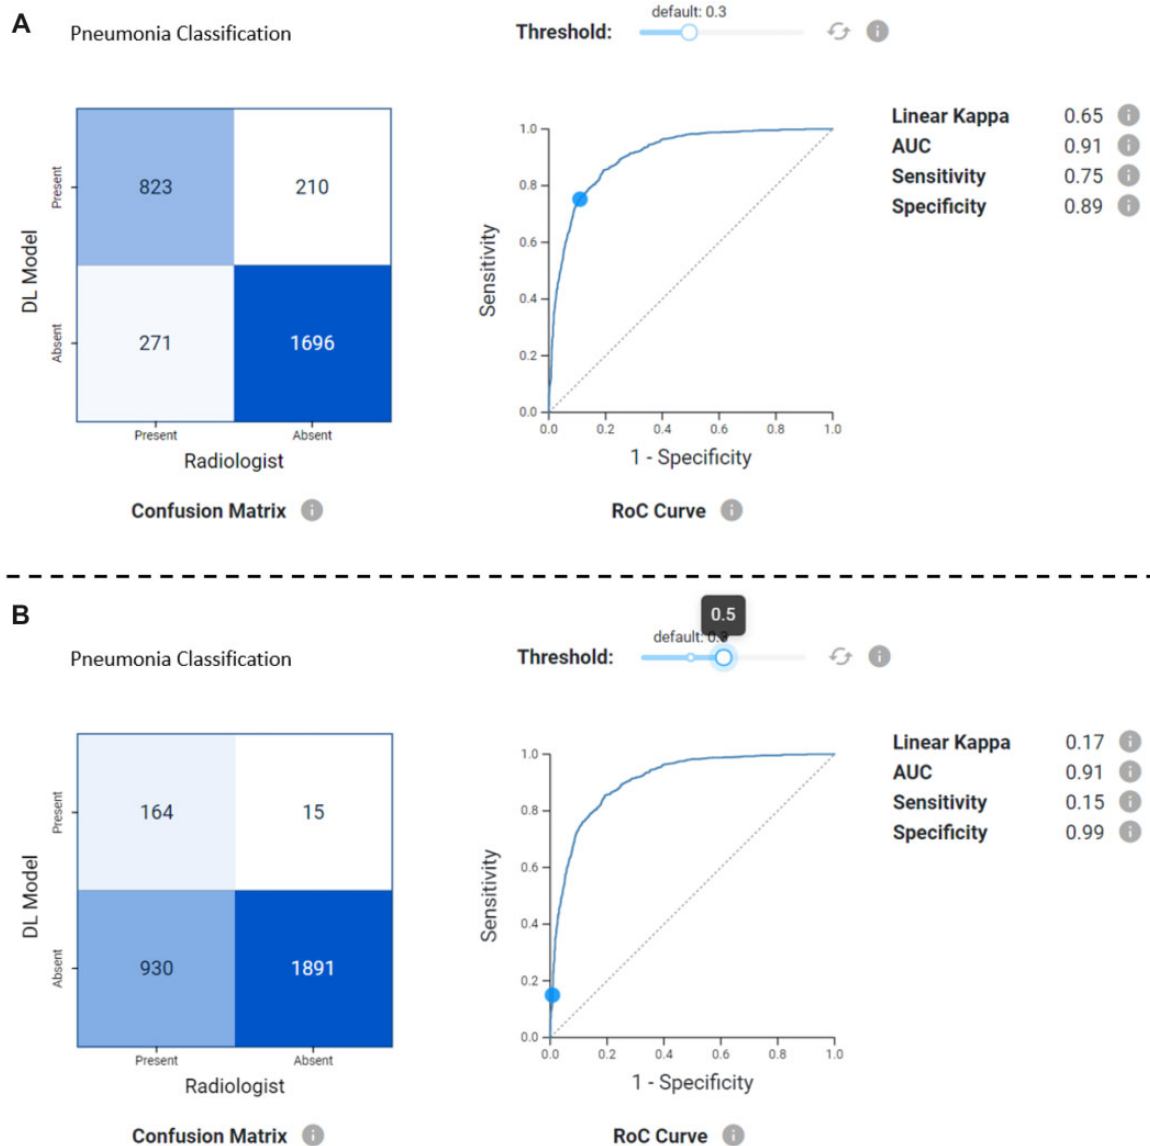 A
Pneumonia Classification
default: 0.3
Threshold:
DL Model
Present
823 210
Absent
271 1696
Present Absent
Radiologist
Confusion Matrix
Sensitivity
1.0
0.8
0.6
0.4
0.2
0.0
0.0 0.2 0.4 0.6 0.8 1.0
1 - Specificity
RoC Curve
Linear Kappa 0.65
AUC 0.91
Sensitivity 0.75
Specificity 0.89
B
Pneumonia Classification
0.5
default: 0.3
Threshold:
DL Model
Present
164 15
Absent
930 1891
Present Absent
Radiologist
Confusion Matrix
Sensitivity
1.0
0.8
0.6
0.4
0.2
0.0
0.0 0.2 0.4 0.6 0.8 1.0
1 - Specificity
RoC Curve
Linear Kappa 0.17
AUC 0.91
Sensitivity 0.15
Specificity 0.99